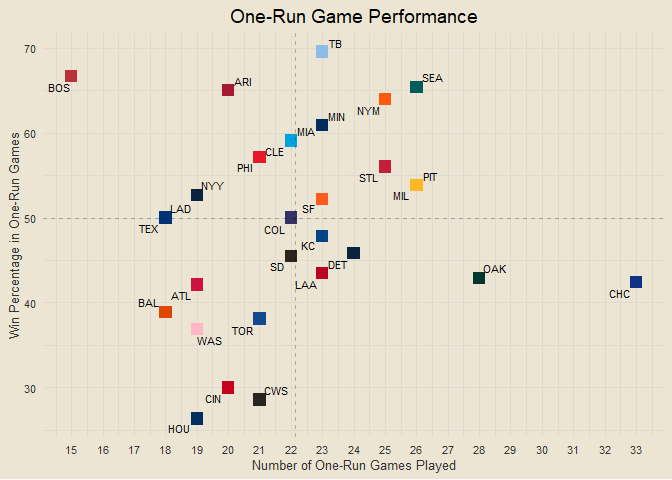 One-Run Game Performance
Win Percentage in One-Run Games
70
60
50
40
30
TB
BOS
ARI
SEA
NYM
MIN
MIA
CLE
PHI
STL
PIT
MIL
NYY
LAD
TEX
SF
COL
KC
SD
DET
LAA
OAK
CHC
ATL
BAL
WAS
TOR
CIN
CWS
HOU
15 16 17 18 19 20 21 22 23 24 25 26 27 28 29 30 31 32 33
Number of One-Run Games Played